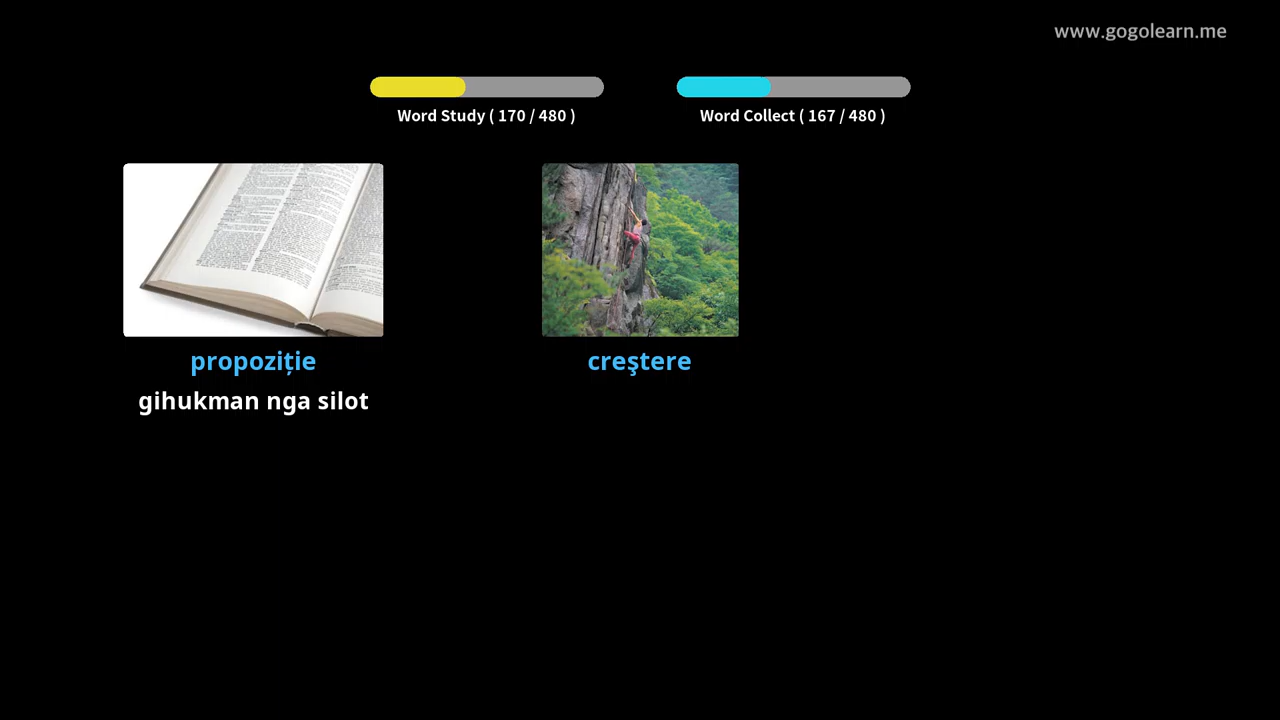 www.gogolearn.me
Word Study ( 170 / 480 )
Word Collect ( 167 / 480 )
propoziție
gihukman nga silot
creştere